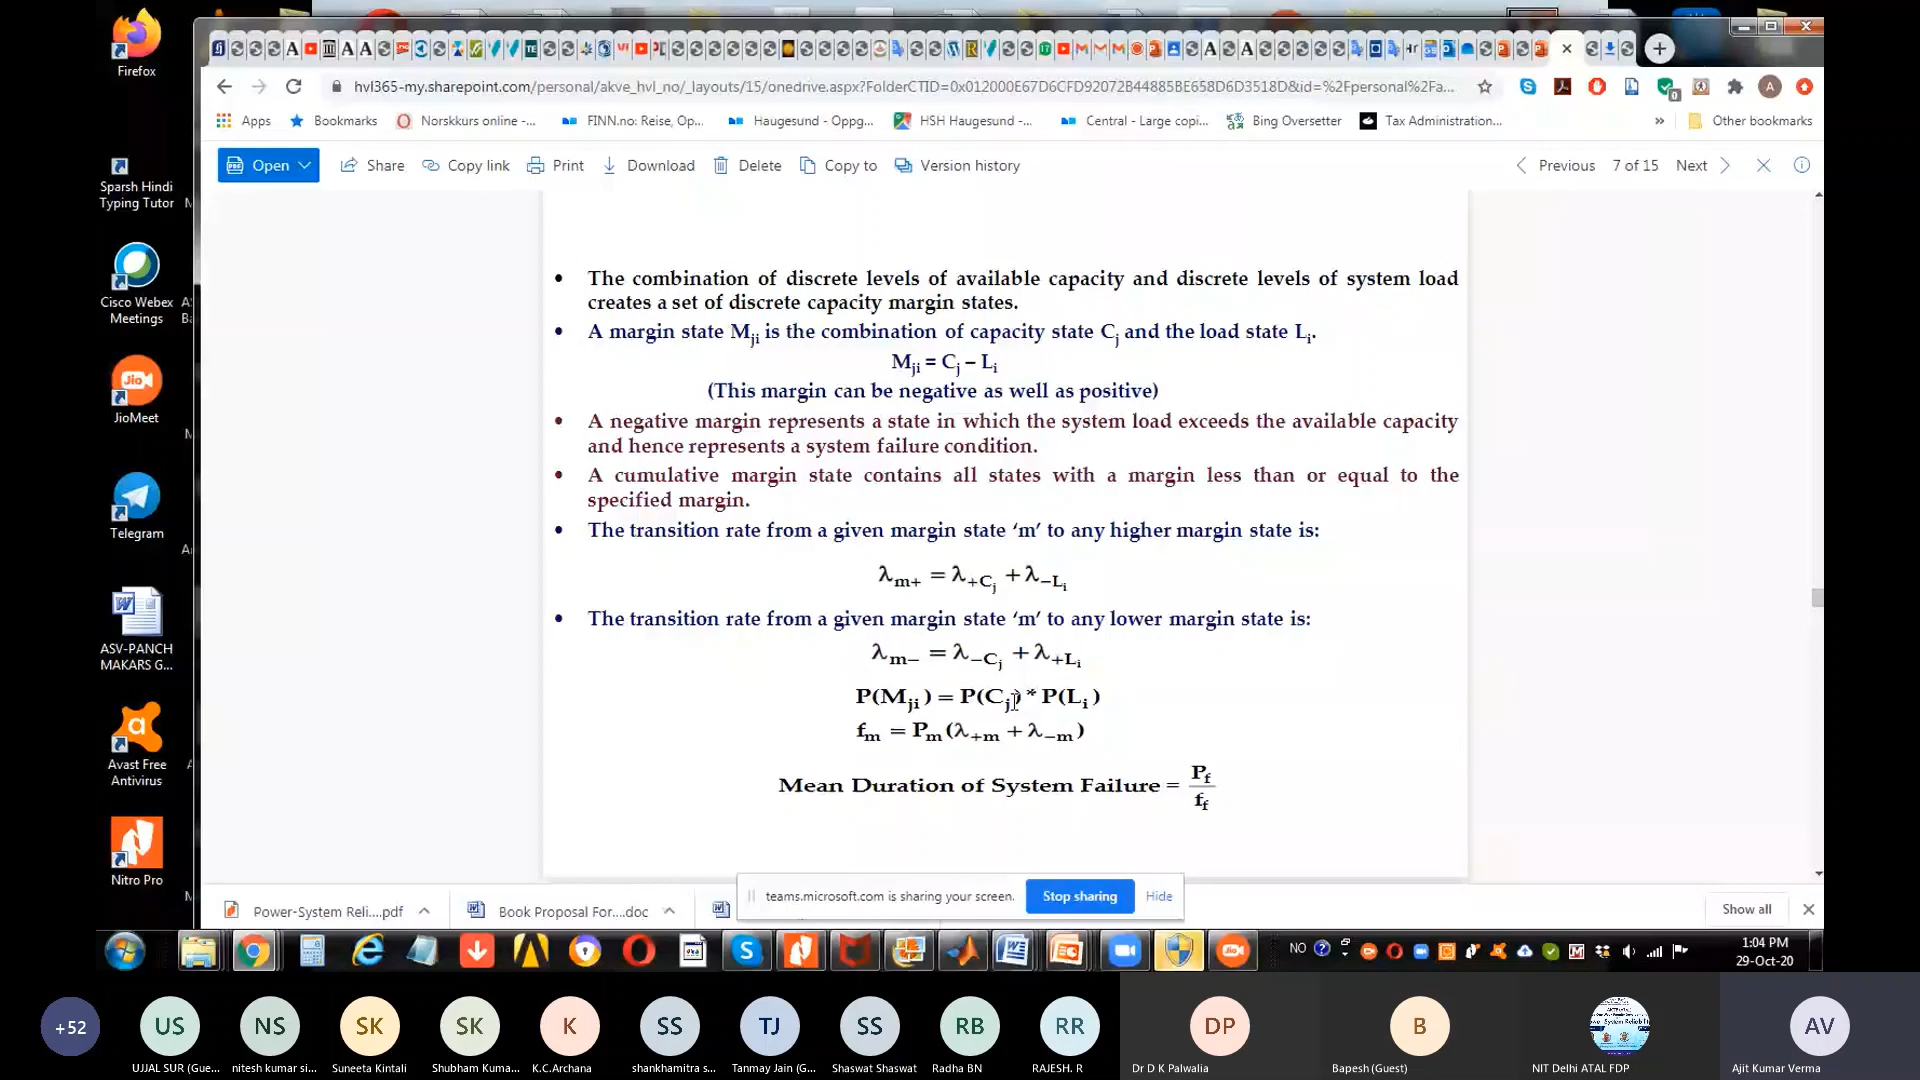 Firefox
Sparsh Hindi
Typing Tutor
Cisco Webex
Meetings
JioMeet
Telegram
ASV-PANCH
MAKARS G...
Avast Free
Antivirus
Nitro Pro
hvl365-my.sharepoint.com/personal/akve_hvl_no/_layouts/15/onedrive.aspx?FolderCTID=0x012000E67D6CFD92072B44885BE658D6D3518D&id=%2Fpersonal%2Fa...
Apps Bookmarks Norskkurs online -... FINN.no: Reise, Op... Haugesund - Oppg... HSH Haugesund -... Central - Large copi... Bing Oversetter Tax Administration... » Other bookmarks
Open Share Copy link Print Download Delete Copy to Version history Previous 7 of 15 Next
• The combination of discrete levels of available capacity and discrete levels of system load
creates a set of discrete capacity margin states.
• A margin state Mji is the combination of capacity state Cj and the load state Li.
Mji = Cj – Li
(This margin can be negative as well as positive)
• A negative margin represents a state in which the system load exceeds the available capacity
and hence represents a system failure condition.
• A cumulative margin state contains all states with a margin less than or equal to the
specified margin.
• The transition rate from a given margin state ‘m’ to any higher margin state is:
λm+ = λ+Cj + λ−Li
• The transition rate from a given margin state ‘m’ to any lower margin state is:
λm− = λ−Cj + λ+Li
P(Mji) = P(Cj) * P(Li)
fm = Pm(λ+m + λ−m)
Mean Duration of System Failure = Pf
ff
teams.microsoft.com is sharing your screen. Stop sharing Hide
Power-System Reli....pdf Book Proposal For....doc Show all
NO 1:04 PM
29-Oct-20
+52 US NS SK SK K SS TJ SS RB RR DP B AV
UJJAL SUR (Gue... nitesh kumar si... Suneeta Kintali Shubham Kuma... K.C.Archana shankhamitra s... Tanmay Jain (G... Shaswat Shaswat Radha BN RAJESH. R Dr D K Palwalia Bapesh (Guest) NIT Delhi ATAL FDP Ajit Kumar Verma